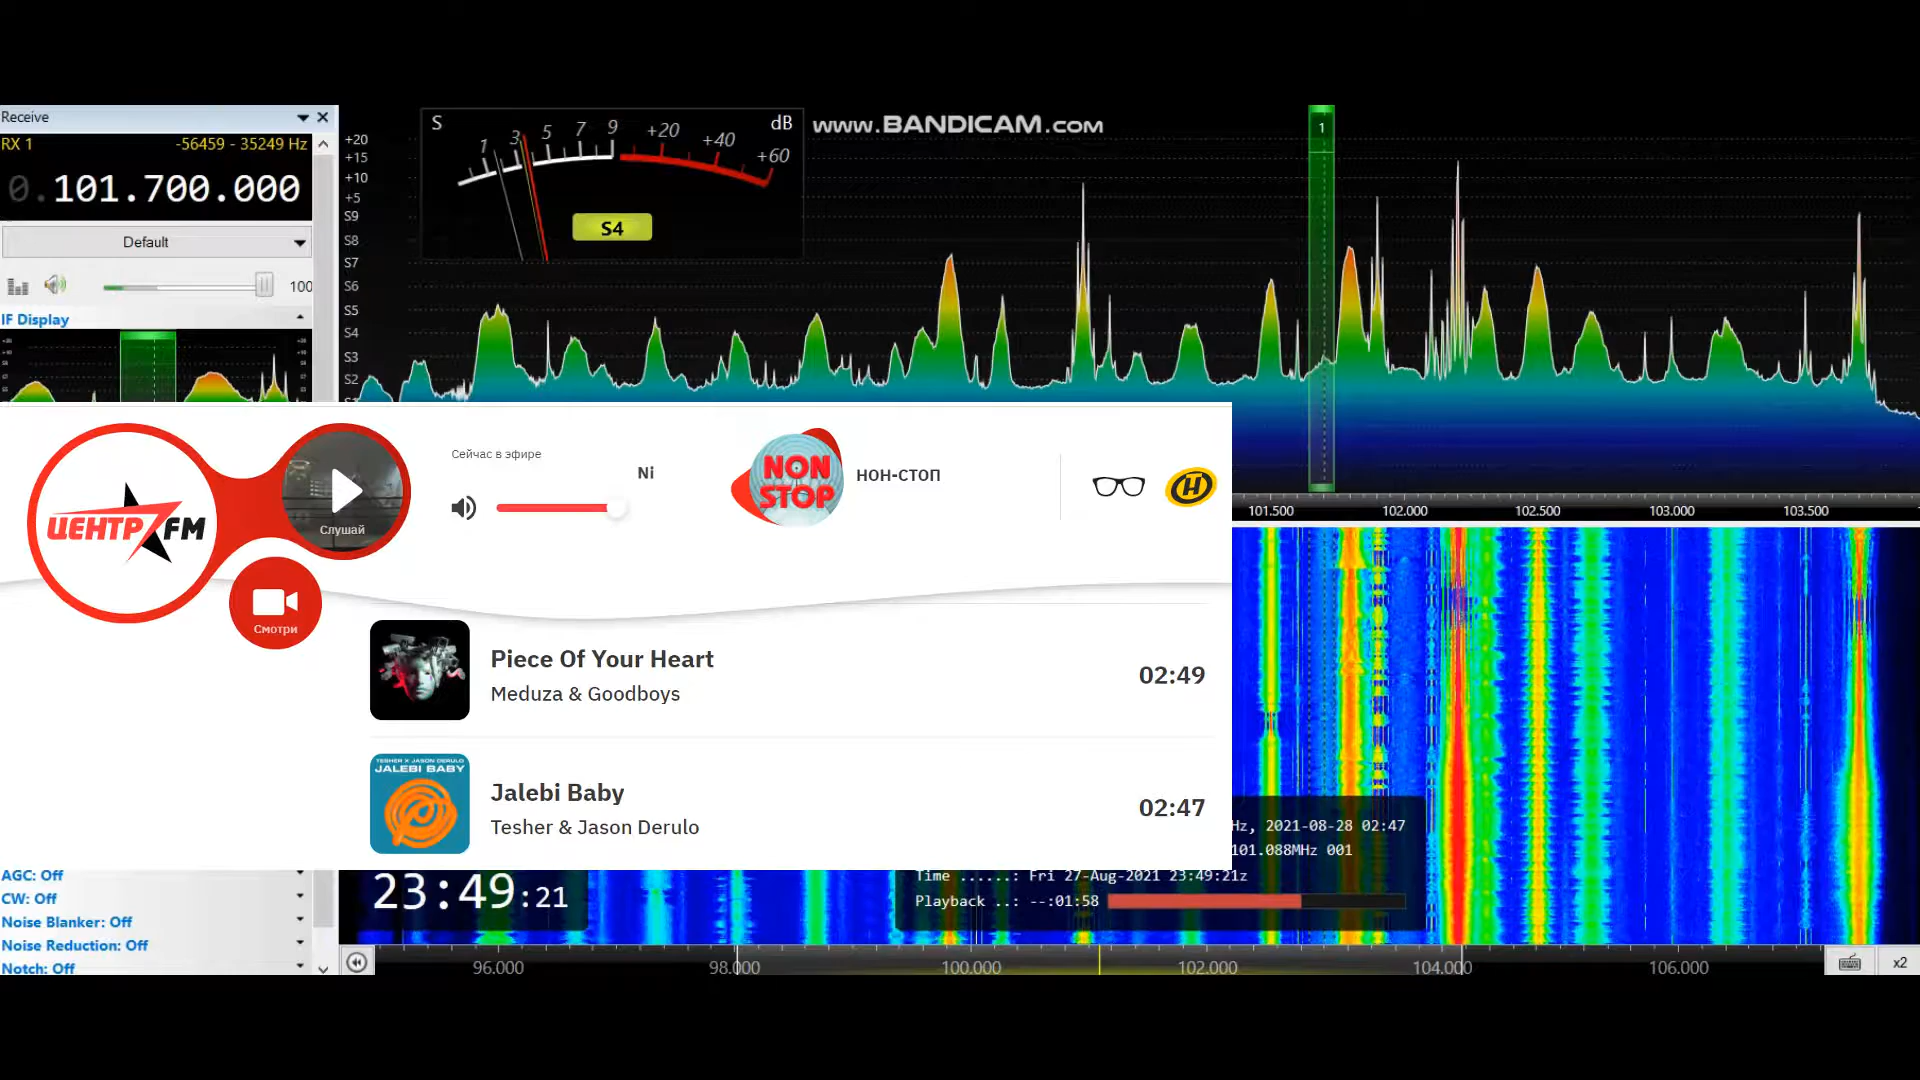 Receive
RX 1
-56459 - 35249 Hz
0.101.700.000
Default
100
IF Display
+20
+15
+10
+5
S9
S8
S7
S6
S5
S4
S3
S2
S
dB
1 3 5 7 9 +20 +40 +60
S4
www.BANDICAM.com
1
101.500 102.000 102.500 103.000 103.500
ЦЕНТР FM
Слушай
Смотри
Сейчас в эфире
Ni
NON
STOP
НОН-СТОП
H
Piece Of Your Heart
Meduza & Goodboys
02:49
TESHER X JASON DERULO
JALEBI BABY
Jalebi Baby
Tesher & Jason Derulo
02:47
Hz, 2021-08-28 02:47
101.088MHz 001
Time ......: Fri 27-Aug-2021 23:49:21z
Playback ..: --:01:58
23:49:21
AGC: Off
CW: Off
Noise Blanker: Off
Noise Reduction: Off
Notch: Off
96.000 98.000 100.000 102.000 104.000 106.000
x2